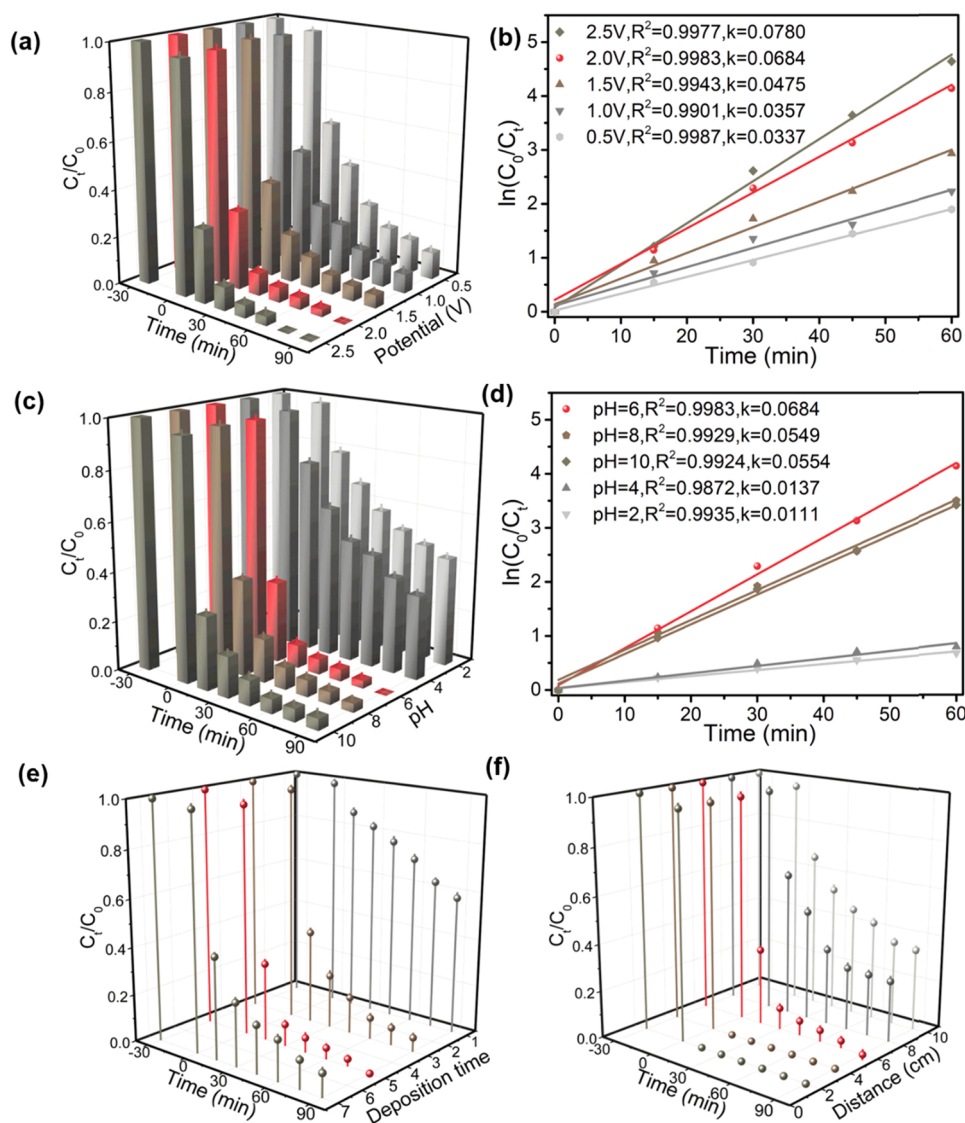 (a)
C_t/C_0
1.0
0.8
0.6
0.4
0.2
0.0
-30
0
30
60
90
Time (min)
2.5
2.0
1.5
1.0
0.5
Potential (V)
(b)
ln(C_0/C_t)
5
4
3
2
1
0
2.5V,R²=0.9977,k=0.0780
2.0V,R²=0.9983,k=0.0684
1.5V,R²=0.9943,k=0.0475
1.0V,R²=0.9901,k=0.0357
0.5V,R²=0.9987,k=0.0337
0 10 20 30 40 50 60
Time (min)
(c)
C_t/C_0
1.0
0.8
0.6
0.4
0.2
0.0
-30
0
30
60
90
Time (min)
10
8
6
4
2
pH
(d)
ln(C_0/C_t)
5
4
3
2
1
0
pH=6,R²=0.9983,k=0.0684
pH=8,R²=0.9929,k=0.0549
pH=10,R²=0.9924,k=0.0554
pH=4,R²=0.9872,k=0.0137
pH=2,R²=0.9935,k=0.0111
0 10 20 30 40 50 60
Time (min)
(e)
C_t/C_0
1.0
0.8
0.6
0.4
0.2
0.0
-30
0
30
60
90
Time (min)
7
6
5
4
3
2
1
Deposition time
(f)
C_t/C_0
1.0
0.8
0.6
0.4
0.2
0.0
-30
0
30
60
90
Time (min)
0
2
4
6
8
10
Distance (cm)